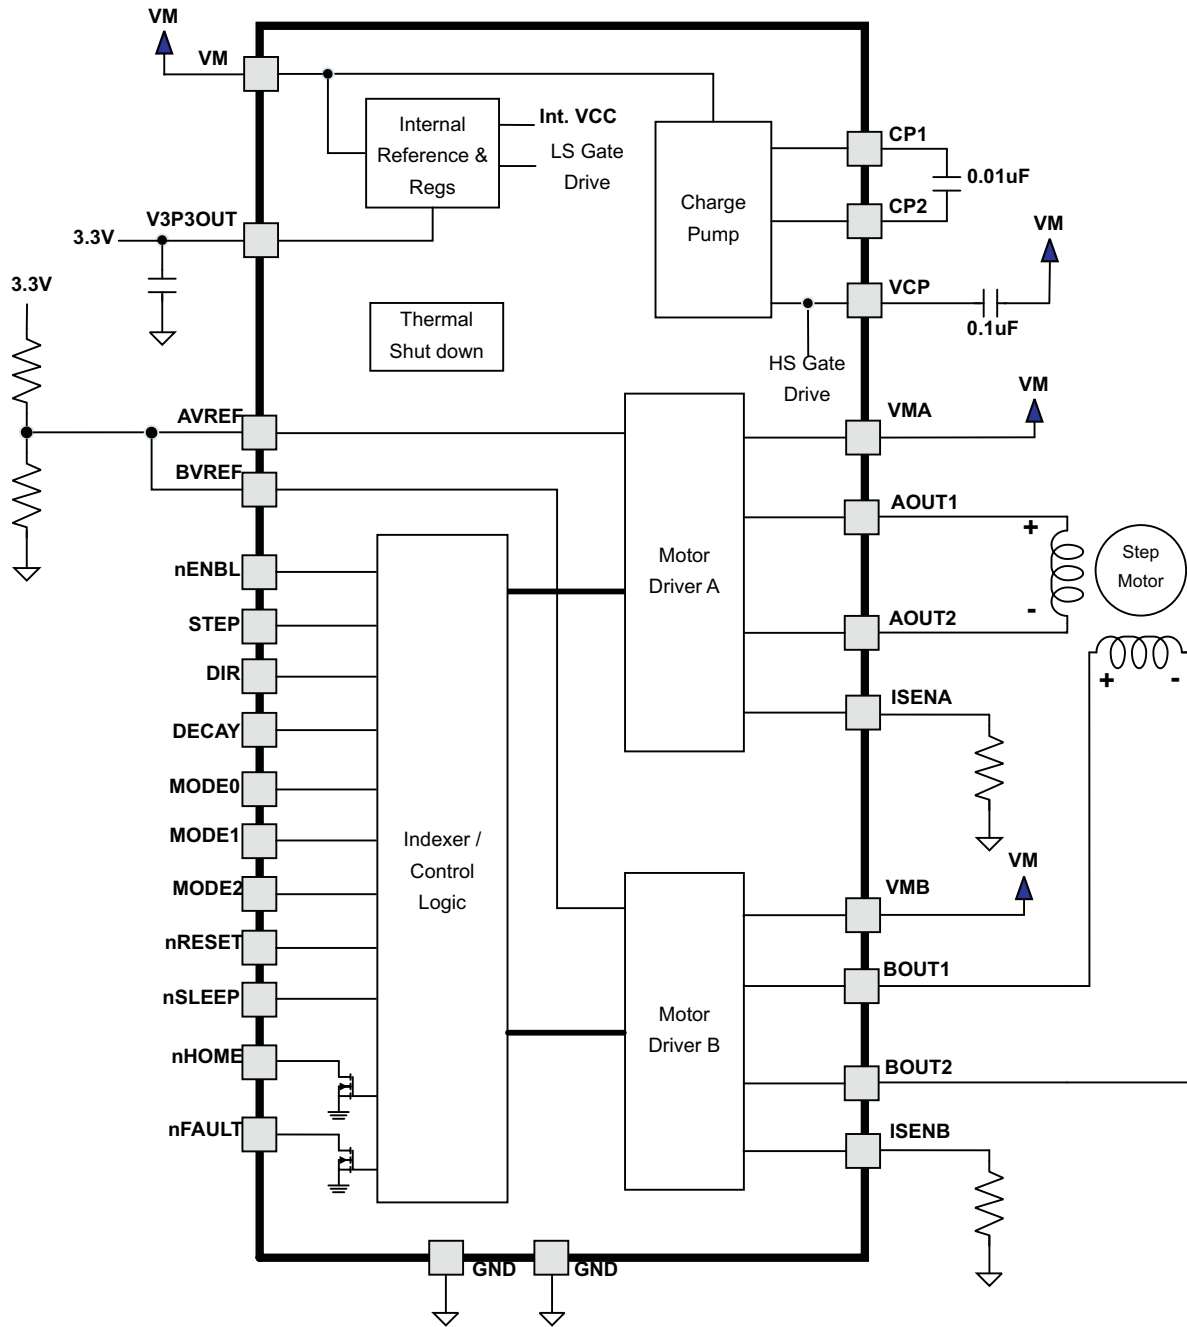 VM
VM
Internal
Reference &
Regs
Int. VCC
LS Gate
Drive
V3P3OUT
3.3V
3.3V
Thermal
Shut down
Charge
Pump
CP1
0.01uF
CP2
VM
VCP
0.1uF
HS Gate
Drive
AVREF
BVREF
nENBL
STEP
DIR
DECAY
MODE0
MODE1
MODE2
nRESET
nSLEEP
nHOME
nFAULT
Indexer /
Control
Logic
Motor
Driver A
VM
VMA
AOUT1
+
Step
Motor
-
AOUT2
+ -
ISENA
Motor
Driver B
VM
VMB
BOUT1
BOUT2
ISENB
GND
GND